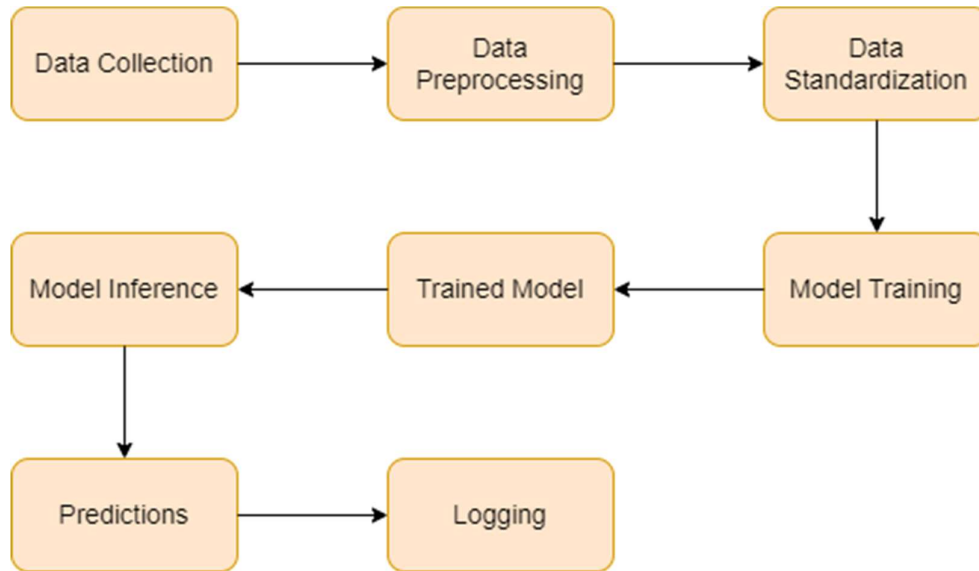 Data Collection
Data
Preprocessing
Data
Standardization
Model Inference
Trained Model
Model Training
Predictions
Logging